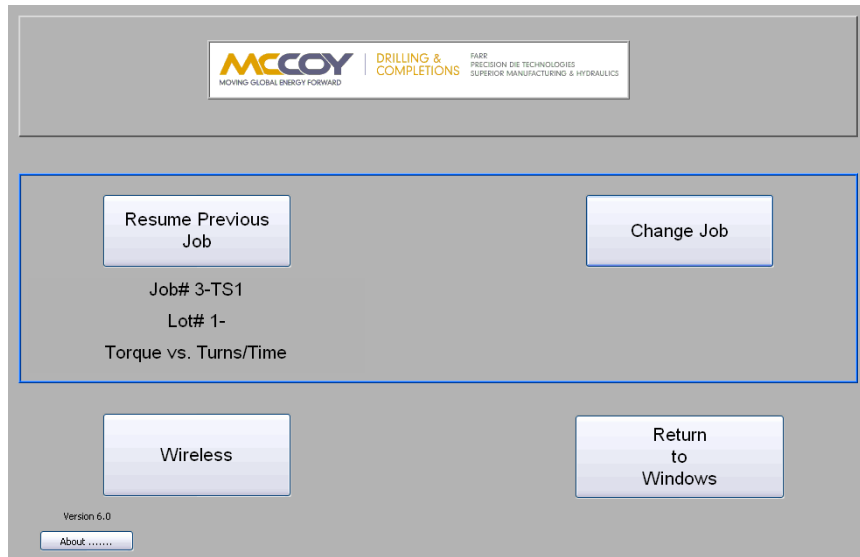 MCCOY
MOVING GLOBAL ENERGY FORWARD
DRILLING &
COMPLETIONS
FARR
PRECISION DIE TECHNOLOGIES
SUPERIOR MANUFACTURING & HYDRAULICS
Resume Previous
Job
Change Job
Job# 3-TS1
Lot# 1-
Torque vs. Turns/Time
Wireless
Return
to
Windows
Version 6.0
About .......